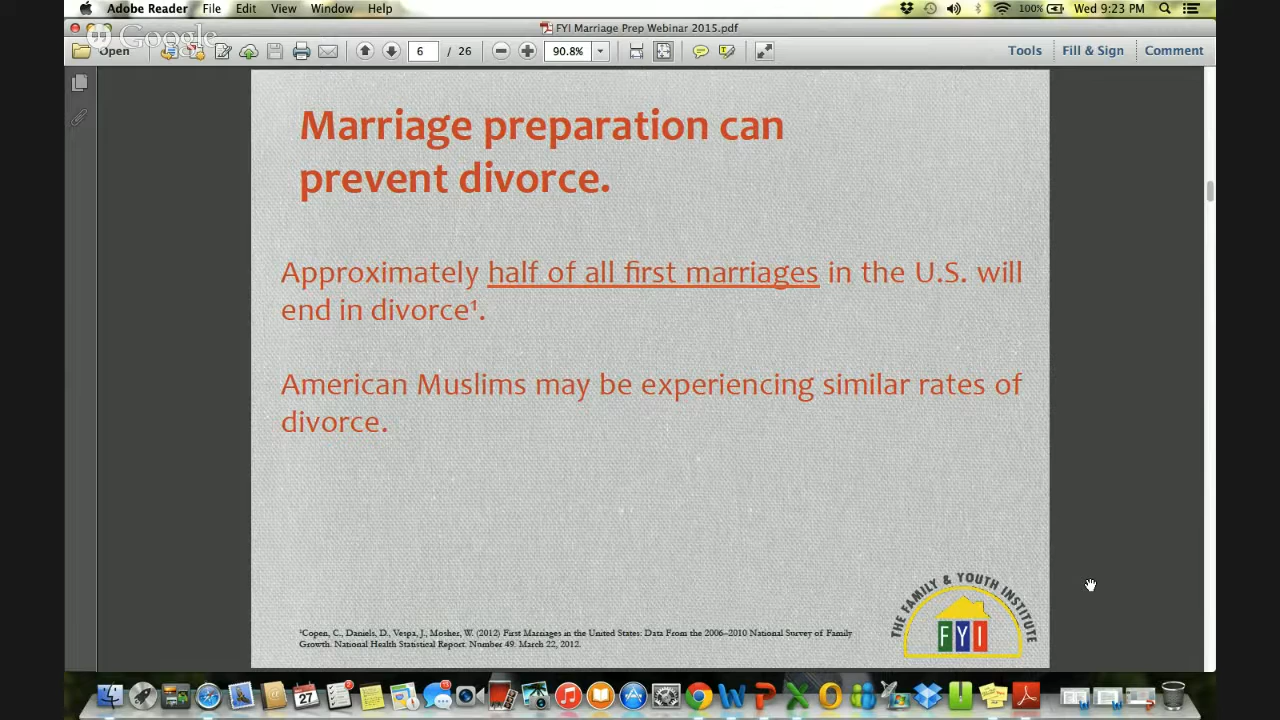 Adobe Reader File Edit View Window Help 100% Wed 9:23 PM
FYI Marriage Prep Webinar 2015.pdf
Google
Open 6 / 26 90.8% Tools Fill & Sign Comment
Marriage preparation can
prevent divorce.
Approximately half of all first marriages in the U.S. will
end in divorce¹.
American Muslims may be experiencing similar rates of
divorce.
THE FAMILY & YOUTH INSTITUTE
FYI
¹Copen, C., Daniels, D., Vespa, J., Mosher, W. (2012) First Marriages in the United States: Data From the 2006–2010 National Survey of Family
Growth. National Health Statistical Report. Number 49. March 22, 2012.
27